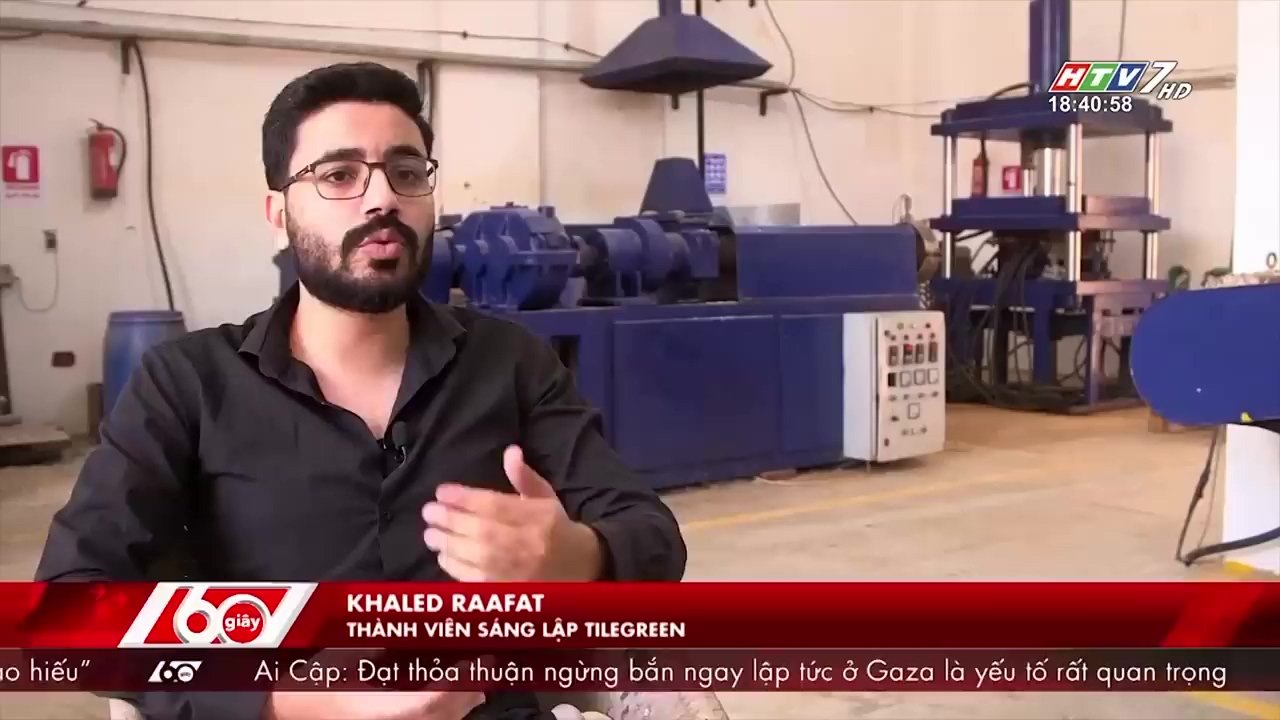 HTV7 HD
18:40:58
60 giây
KHALED RAAFAT
THÀNH VIÊN SÁNG LẬP TILEGREEN
ao hiếu” 60 Ai Cập: Đạt thỏa thuận ngừng bắn ngay lập tức ở Gaza là yếu tố rất quan trọng